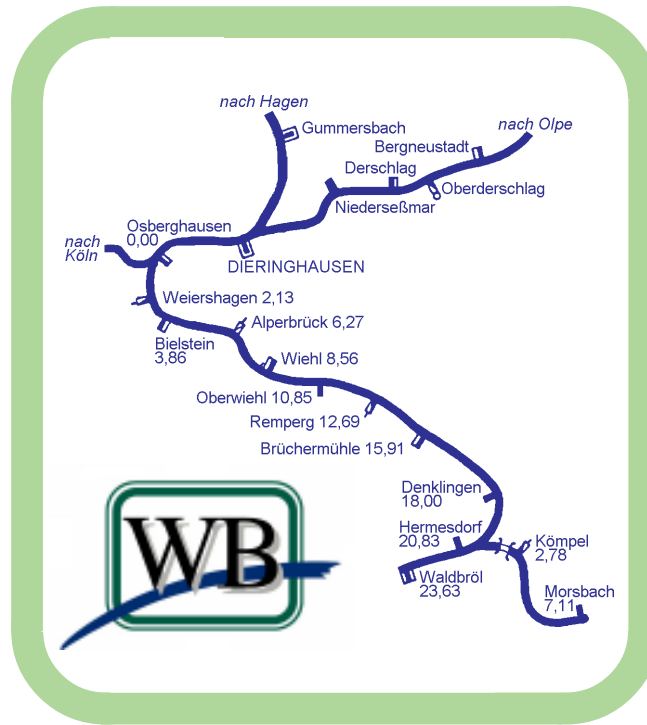 nach Hagen
Gummersbach
nach Olpe
Bergneustadt
Derschlag
Oberderschlag
Niederseßmar
Osberghausen
0,00
nach
Köln
DIERINGHAUSEN
Weiershagen 2,13
Alperbrück 6,27
Bielstein
3,86
Wiehl 8,56
Oberwiehl 10,85
Remperg 12,69
Brüchermühle 15,91
Denklingen
18,00
Hermesdorf
20,83
Kömpel
2,78
Waldbröl
23,63
Morsbach
7,11
WB